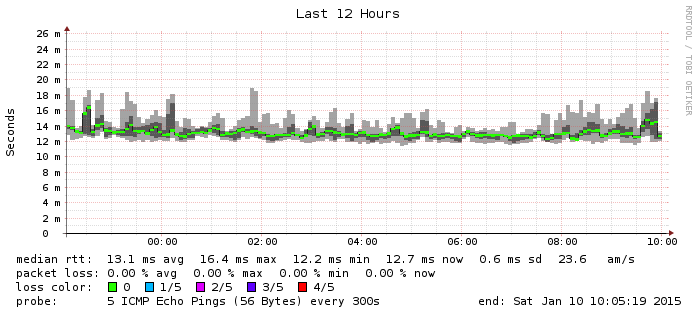 Last 12 Hours
RRDTOOL / TOBI OETIKER
Seconds
26 m
24 m
22 m
20 m
18 m
16 m
14 m
12 m
10 m
8 m
6 m
4 m
2 m
0
00:00 02:00 04:00 06:00 08:00 10:00
median rtt: 13.1 ms avg 16.4 ms max 12.2 ms min 12.7 ms now 0.6 ms sd 23.6 am/s
packet loss: 0.00 % avg 0.00 % max 0.00 % min 0.00 % now
loss color: 0 1/5 2/5 3/5 4/5
probe: 5 ICMP Echo Pings (56 Bytes) every 300s end: Sat Jan 10 10:05:19 2015